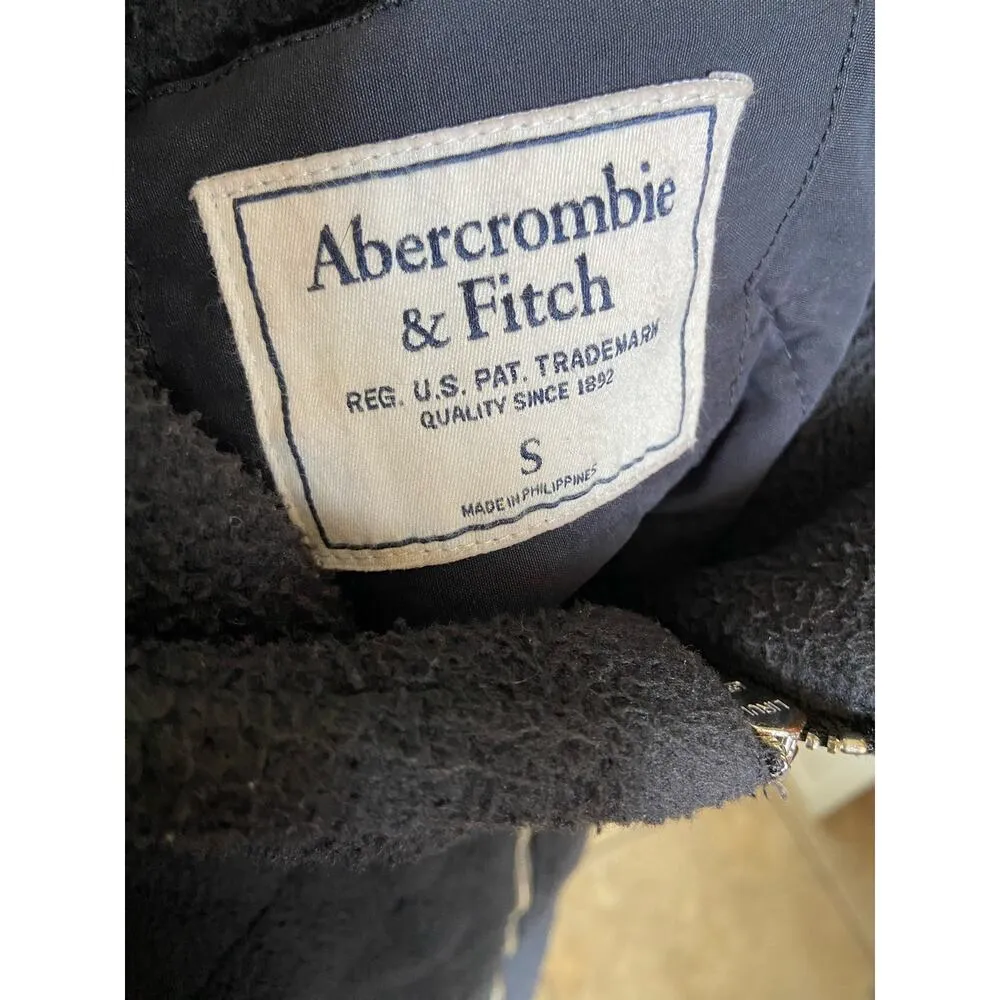 Abercrombie
& Fitch
REG. U.S. PAT. TRADEMARK
QUALITY SINCE 1892
S
MADE IN PHILIPPINES